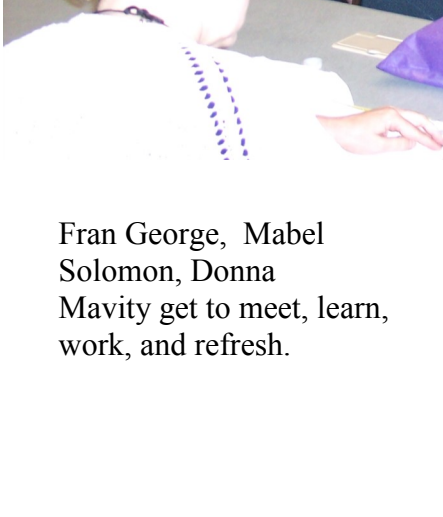 Fran George,  Mabel
Solomon, Donna
Mavity get to meet, learn,
work, and refresh.